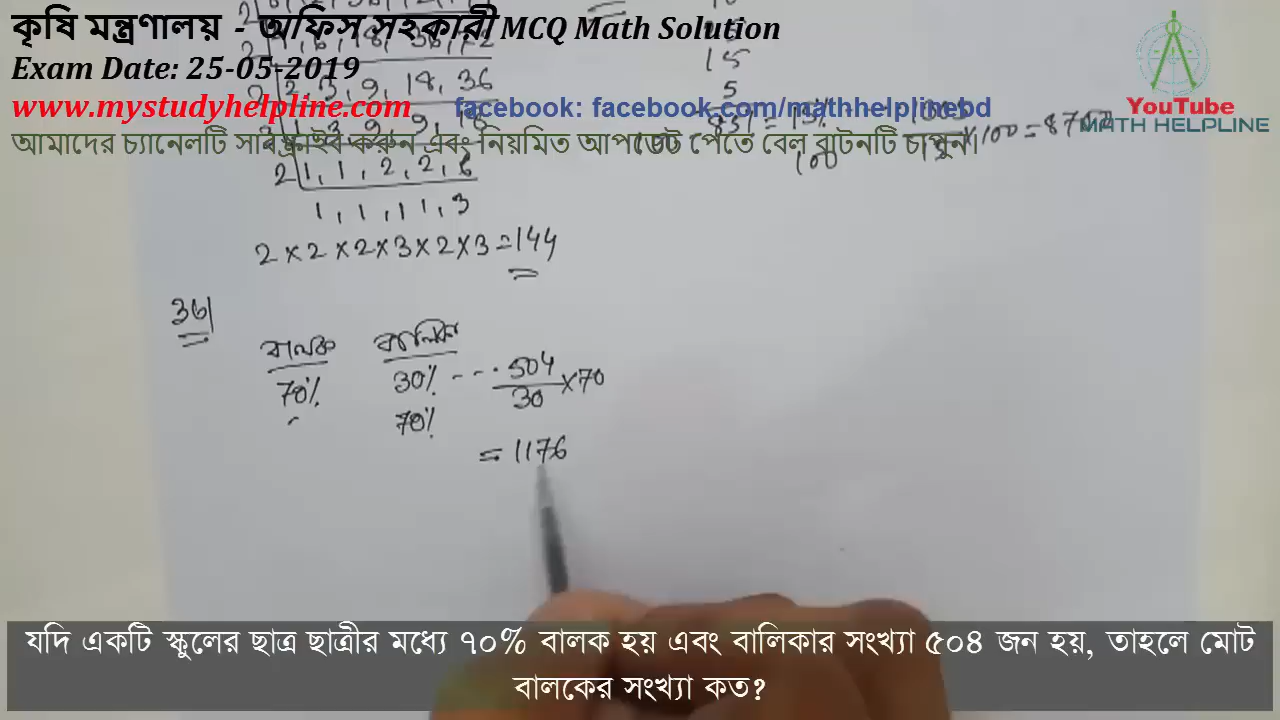 কৃষি মন্ত্রণালয় - অফিস সহকারী MCQ Math Solution
Exam Date: 25-05-2019
www.mystudyhelpline.com facebook: facebook.com/mathhelplinebd
YouTube
MATH HELPLINE
আমাদের চ্যানেলটি সাবস্ক্রাইব করুন এবং নিয়মিত আপডেট পেতে বেল বাটনটি চাপুন।
15
5
2, 3, 9, 18, 36
100
2 1, 1, 2, 2, 6
1, 1, 1, 1, 3
2 × 2 × 2 × 3 × 2 × 3 = 144
36|
বালক বালিকা
70% 30% --- 504/30 × 70
70%
= 1176
যদি একটি স্কুলের ছাত্র ছাত্রীর মধ্যে ৭০% বালক হয় এবং বালিকার সংখ্যা ৫০৪ জন হয়, তাহলে মোট
বালকের সংখ্যা কত?